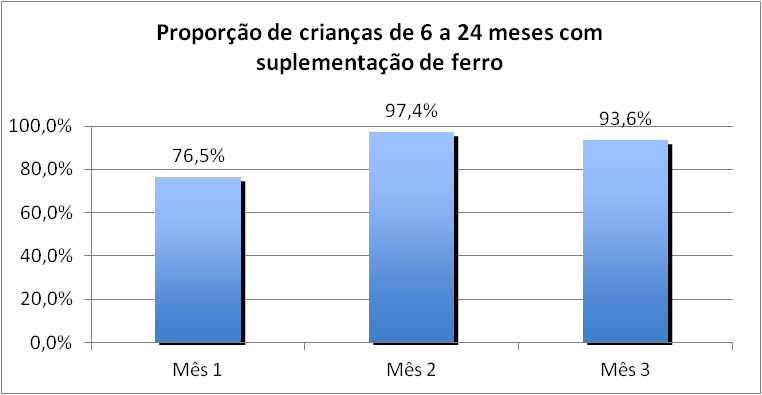 Proporção de crianças de 6 a 24 meses com
suplementação de ferro
100,0%
80,0%
60,0%
40,0%
20,0%
0,0%
76,5%
97,4%
93,6%
Mês 1
Mês 2
Mês 3